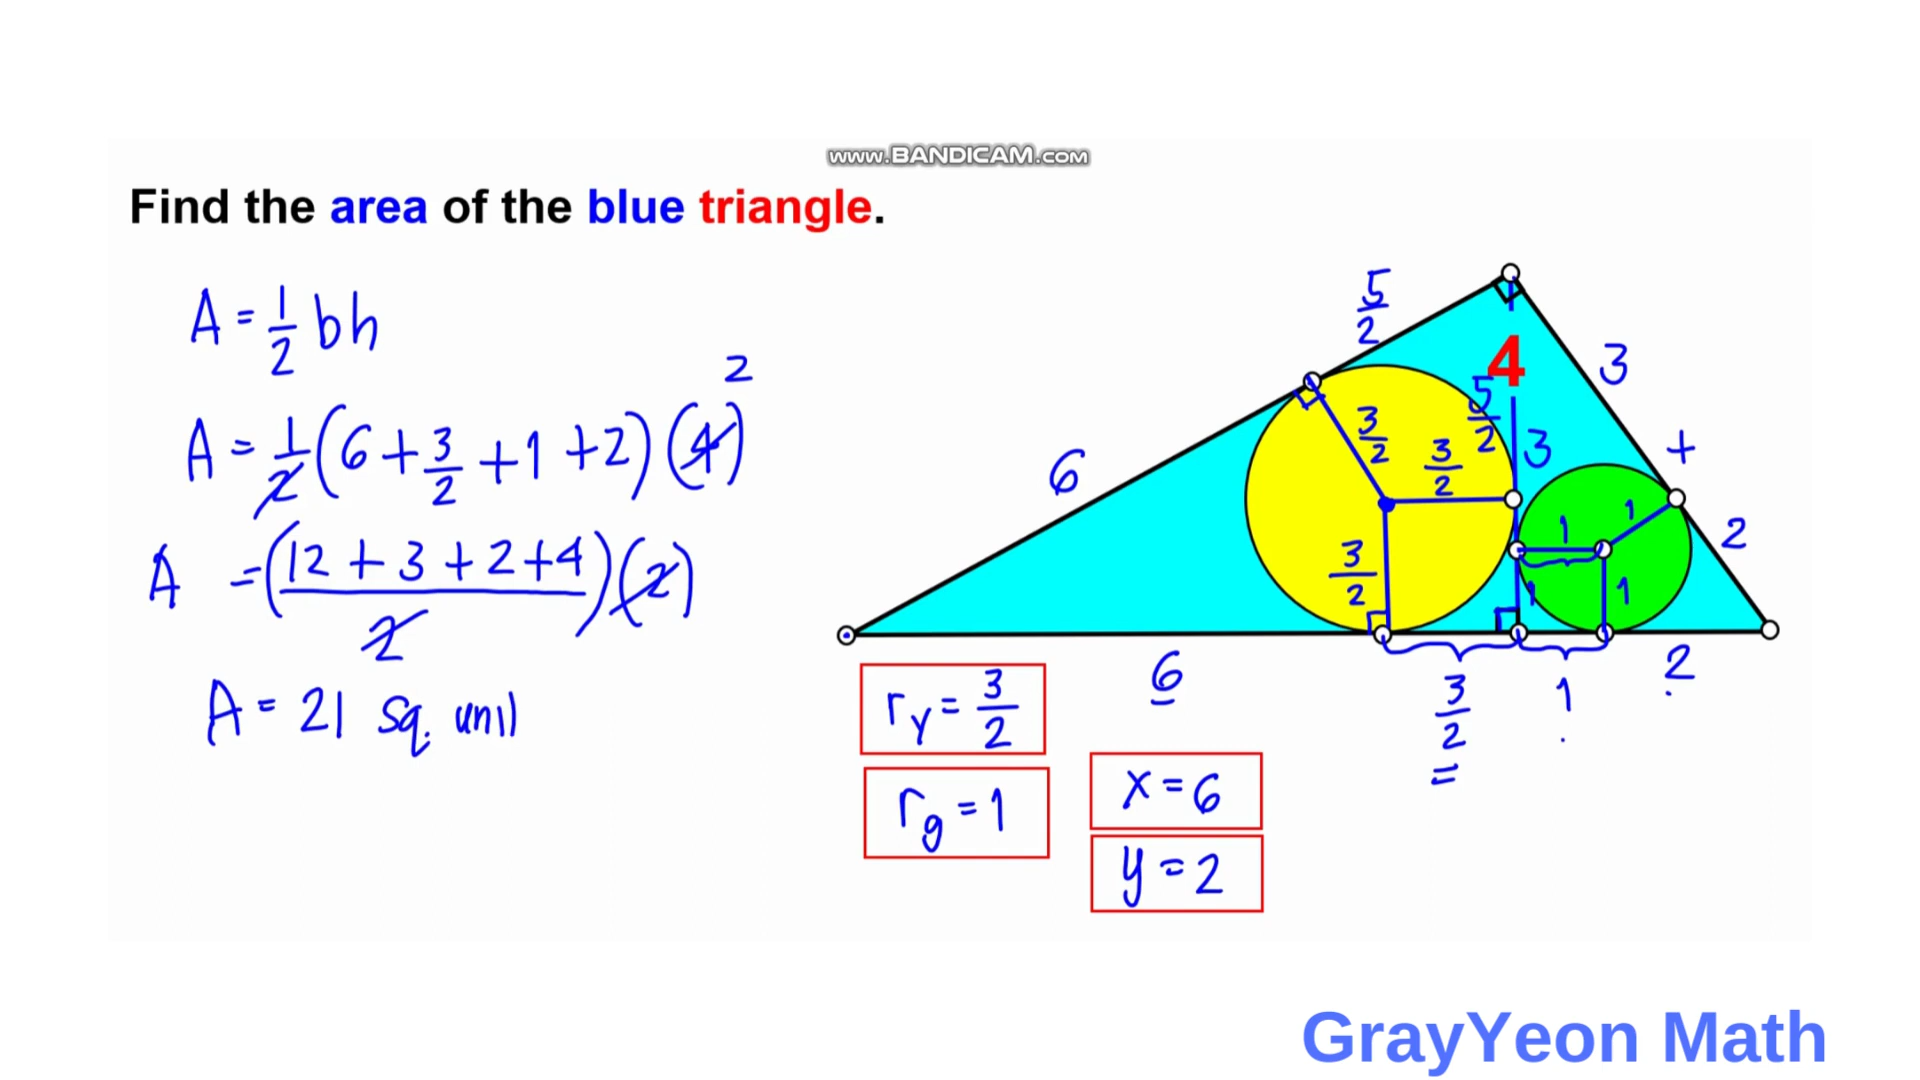 www.BANDICAM.com
Find the area of the blue triangle.
A = 1/2 bh
2
A = 1/2 (6 + 3/2 + 1 + 2) (4)
A = (12 + 3 + 2 + 4 / 2) (2)
A = 21 sq. unit
5/2
4
3
5/2
3
3/2
3/2
6
+
1
1
2
3/2
1
1
6
3/2
=
1
2
r_y = 3/2
r_g = 1
x = 6
y = 2
GrayYeon Math